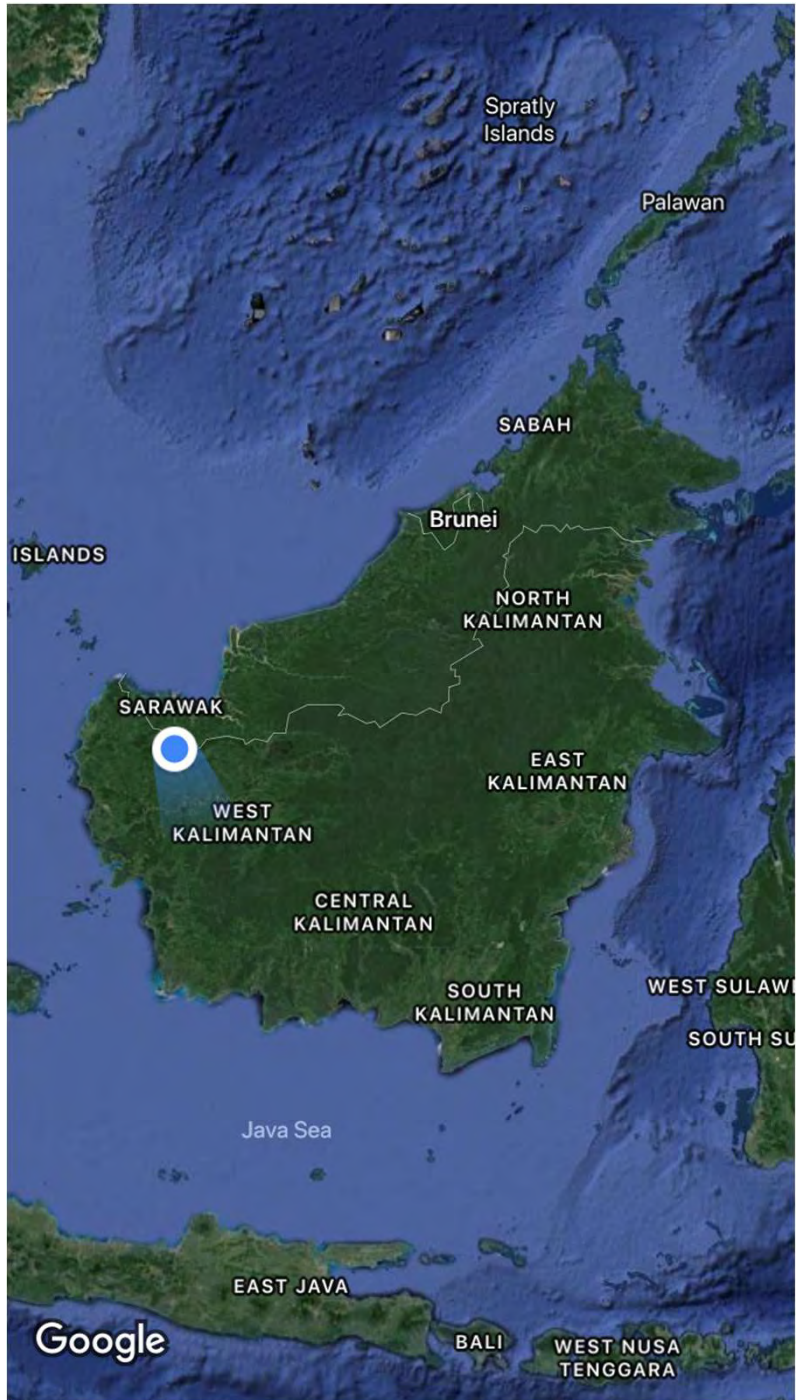 Spratly
Islands
Palawan
SABAH
Brunei
ISLANDS
NORTH
KALIMANTAN
SARAWAK
EAST
KALIMANTAN
WEST
KALIMANTAN
CENTRAL
KALIMANTAN
SOUTH
KALIMANTAN
WEST SULAWI
SOUTH SU
Java Sea
EAST JAVA
Google
BALI
WEST NUSA
TENGGARA